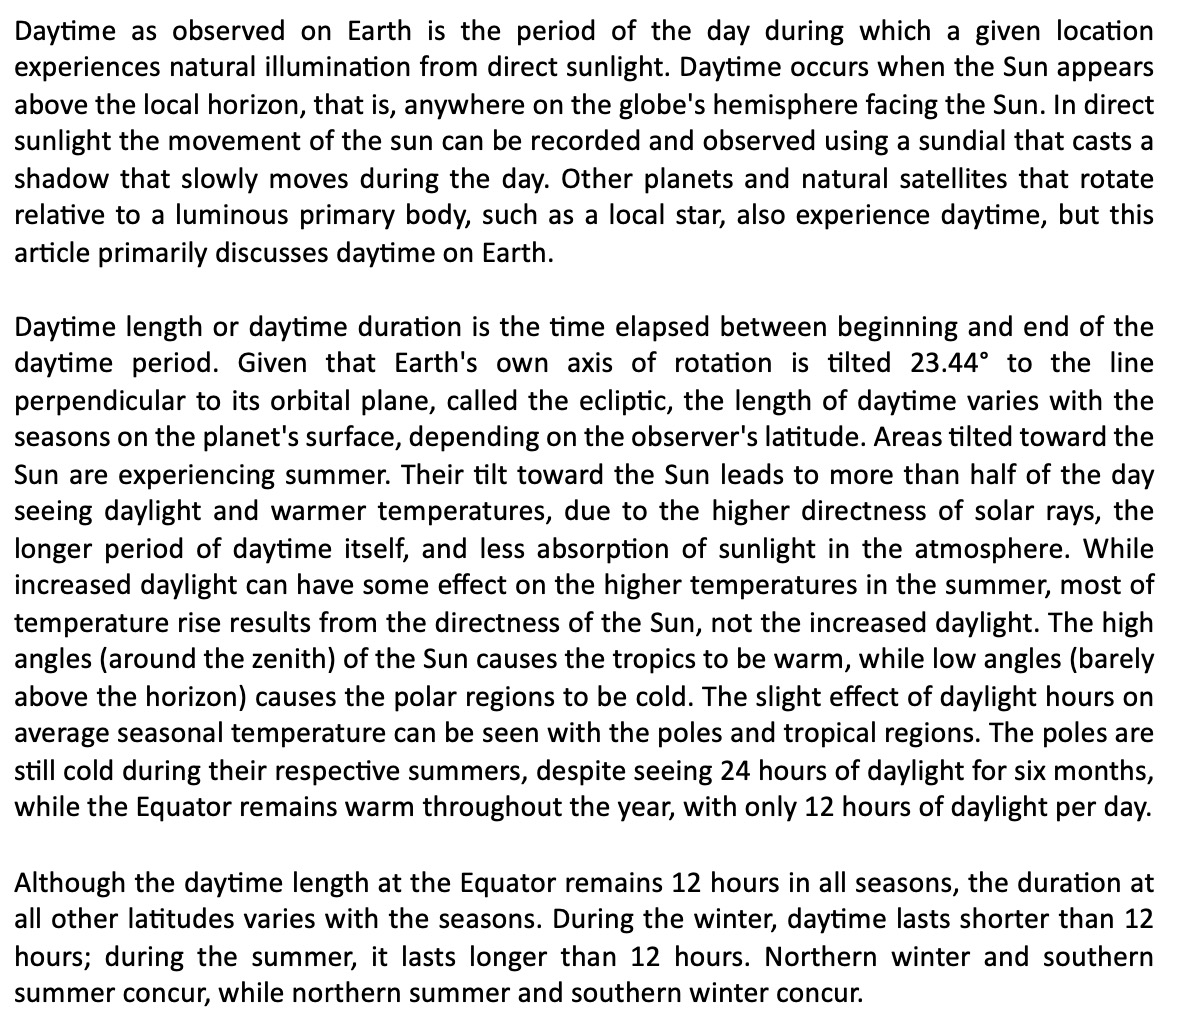 Daytime as observed on Earth is the period of the day during which a given location
experiences natural illumination from direct sunlight. Daytime occurs when the Sun appears
above the local horizon, that is, anywhere on the globe's hemisphere facing the Sun. In direct
sunlight the movement of the sun can be recorded and observed using a sundial that casts a
shadow that slowly moves during the day. Other planets and natural satellites that rotate
relative to a luminous primary body, such as a local star, also experience daytime, but this
article primarily discusses daytime on Earth.

Daytime length or daytime duration is the time elapsed between beginning and end of the
daytime period. Given that Earth's own axis of rotation is tilted 23.44° to the line
perpendicular to its orbital plane, called the ecliptic, the length of daytime varies with the
seasons on the planet's surface, depending on the observer's latitude. Areas tilted toward the
Sun are experiencing summer. Their tilt toward the Sun leads to more than half of the day
seeing daylight and warmer temperatures, due to the higher directness of solar rays, the
longer period of daytime itself, and less absorption of sunlight in the atmosphere. While
increased daylight can have some effect on the higher temperatures in the summer, most of
temperature rise results from the directness of the Sun, not the increased daylight. The high
angles (around the zenith) of the Sun causes the tropics to be warm, while low angles (barely
above the horizon) causes the polar regions to be cold. The slight effect of daylight hours on
average seasonal temperature can be seen with the poles and tropical regions. The poles are
still cold during their respective summers, despite seeing 24 hours of daylight for six months,
while the Equator remains warm throughout the year, with only 12 hours of daylight per day.

Although the daytime length at the Equator remains 12 hours in all seasons, the duration at
all other latitudes varies with the seasons. During the winter, daytime lasts shorter than 12
hours; during the summer, it lasts longer than 12 hours. Northern winter and southern
summer concur, while northern summer and southern winter concur.